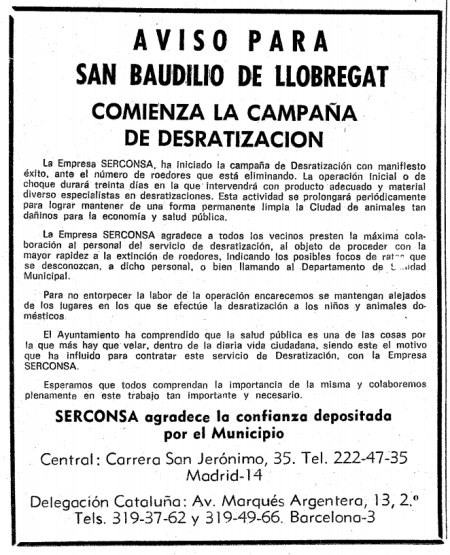 AVISO PARA
SAN BAUDILIO DE LLOBREGAT
COMIENZA LA CAMPAÑA
DE DESRATIZACION
La Empresa SERCONSA, ha iniciado la campaña de Desratización con manifiesto
éxito, ante el número de roedores que está eliminando. La operación inicial o de
choque durará treinta días en la que intervendrá con producto adecuado y material
diverso especialistas en desratizaciones. Esta actividad se prolongará periódicamente
para lograr mantener de una forma permanente limpia la Ciudad de animales tan
dañinos para la economía y salud pública.
La Empresa SERCONSA agradece a todos los vecinos presten la máxima cola-
boración al personal del servicio de desratización, al objeto de proceder con la
mayor rapidez a la extinción de roedores, indicando los posibles focos de que
se desconozcan, a dicho personal, o bien llamando al Departamento de
Municipal.
Para no entorpecer la labor de la operación encarecemos se mantengan alejados
de los lugares en los que se efectúe la desratización a los niños y animales do-
mésticos.
El Ayuntamiento ha comprendido que la salud pública es una de las cosas por
la que más hay que velar, dentro de la diaria vida ciudadana, siendo este el motivo
que ha influido para contratar este servicio de Desratización, con la Empresa
SERCONSA.
Esperamos que todos comprendan la importancia de la misma y colaboremos
plenamente en este trabajo tan importante y necesario.
SERCONSA agradece la confianza depositada
por el Municipio
Central: Carrera San Jerónimo, 35. Tel. 222-47-35
Madrid-14
Delegación Cataluña: Av. Marqués Argentera, 13, 2.º
Tels. 319-37-62 y 319-49-66. Barcelona-3